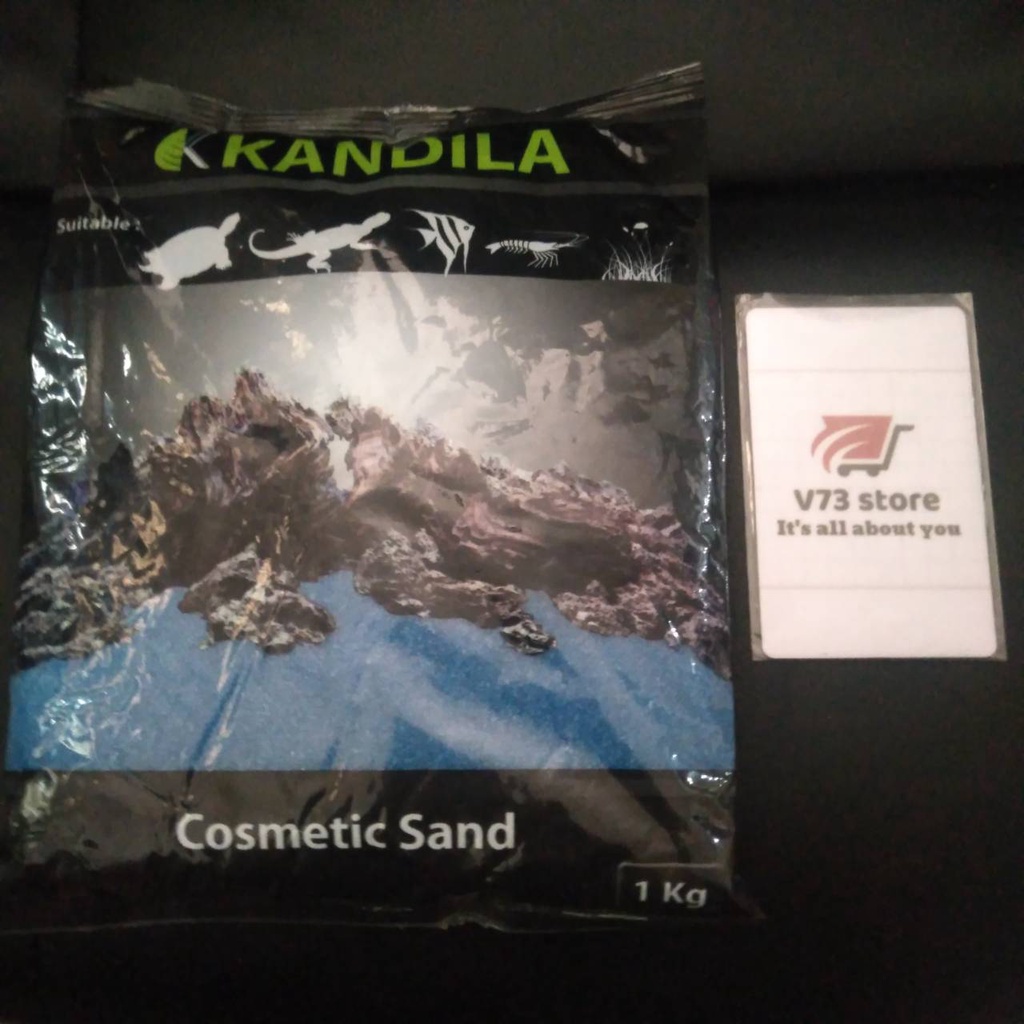 KANDILA
Suitable :
Cosmetic Sand
1 Kg
V73 store
It's all about you